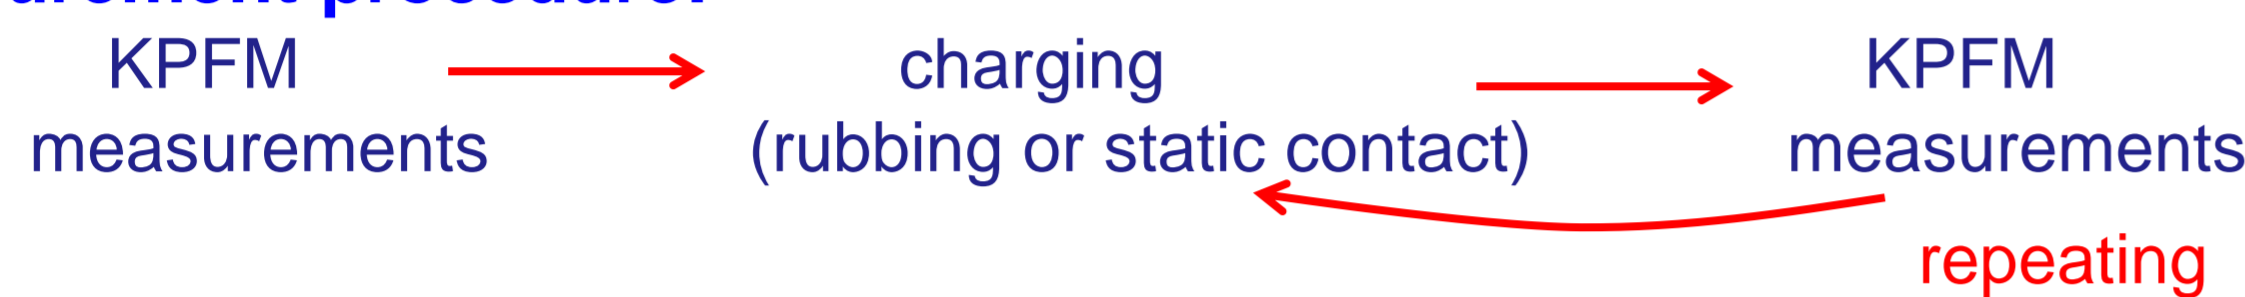 KPFM charging KPFM
measurements (rubbing or static contact) measurements
repeating